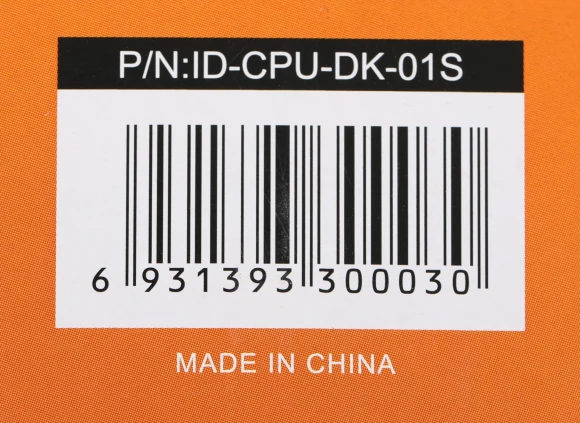 P/N:ID-CPU-DK-01S
6 931393 300030
MADE IN CHINA